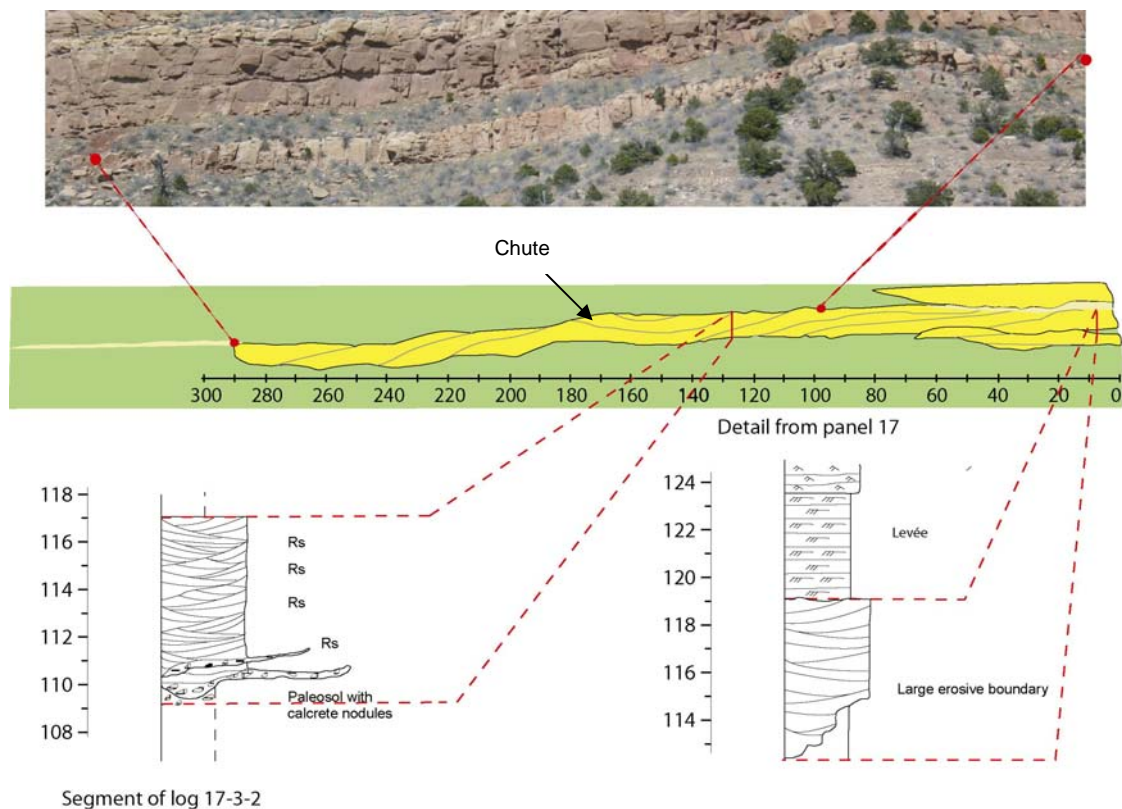 Chute
300 280 260 240 220 200 180 160 140 120 100 80 60 40 20 0
Detail from panel 17
118
116
114
112
110
108
Rs
Rs
Rs
Rs
Paleosol with
calcrete nodules
Segment of log 17-3-2
124
122
120
118
116
114
Levée
Large erosive boundary